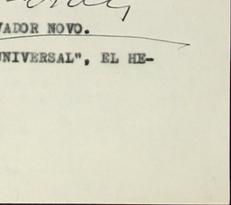 VADOR NOVO.
UNIVERSAL", EL HE-